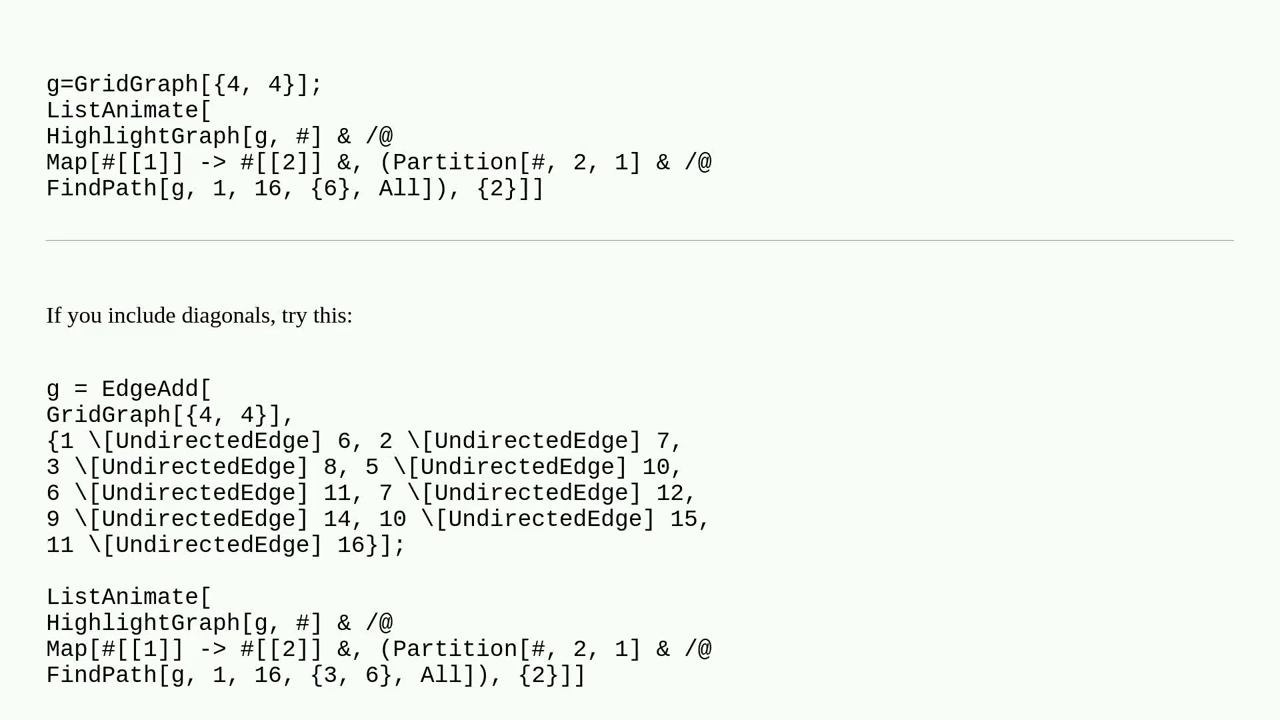 g=GridGraph[{4, 4}];
ListAnimate[
HighlightGraph[g, #] & /@
Map[#[[1]] -> #[[2]] &, (Partition[#, 2, 1] & /@
FindPath[g, 1, 16, {6}, All]), {2}]]
If you include diagonals, try this:
g = EdgeAdd[
GridGraph[{4, 4}],
{1 \[UndirectedEdge] 6, 2 \[UndirectedEdge] 7,
3 \[UndirectedEdge] 8, 5 \[UndirectedEdge] 10,
6 \[UndirectedEdge] 11, 7 \[UndirectedEdge] 12,
9 \[UndirectedEdge] 14, 10 \[UndirectedEdge] 15,
11 \[UndirectedEdge] 16}];
ListAnimate[
HighlightGraph[g, #] & /@
Map[#[[1]] -> #[[2]] &, (Partition[#, 2, 1] & /@
FindPath[g, 1, 16, {3, 6}, All]), {2}]]